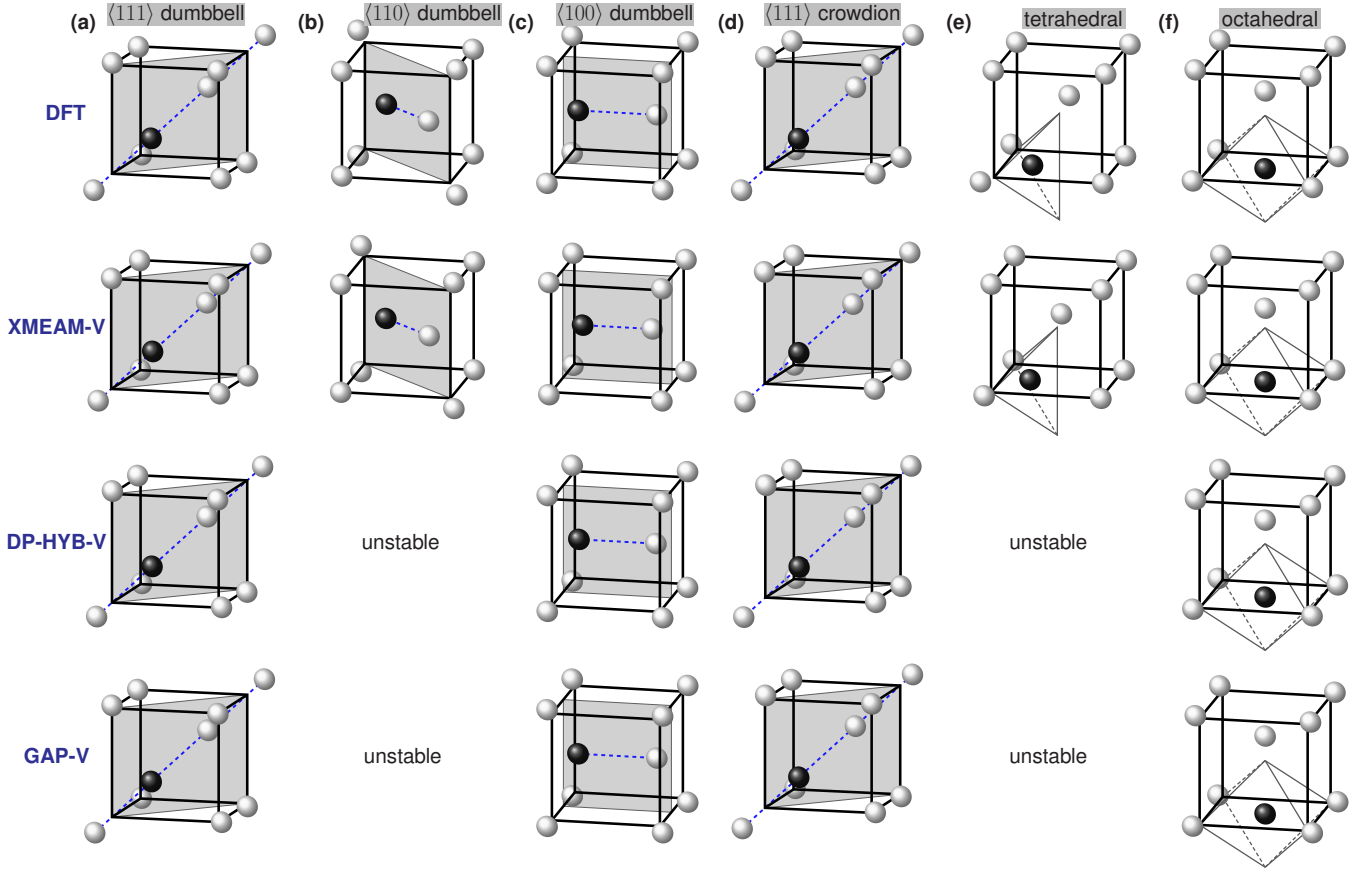 (a) ⟨111⟩ dumbbell
(b) ⟨110⟩ dumbbell
(c) ⟨100⟩ dumbbell
(d) ⟨111⟩ crowdion
(e) tetrahedral
(f) octahedral
DFT
XMEAM-V
DP-HYB-V
unstable
unstable
GAP-V
unstable
unstable